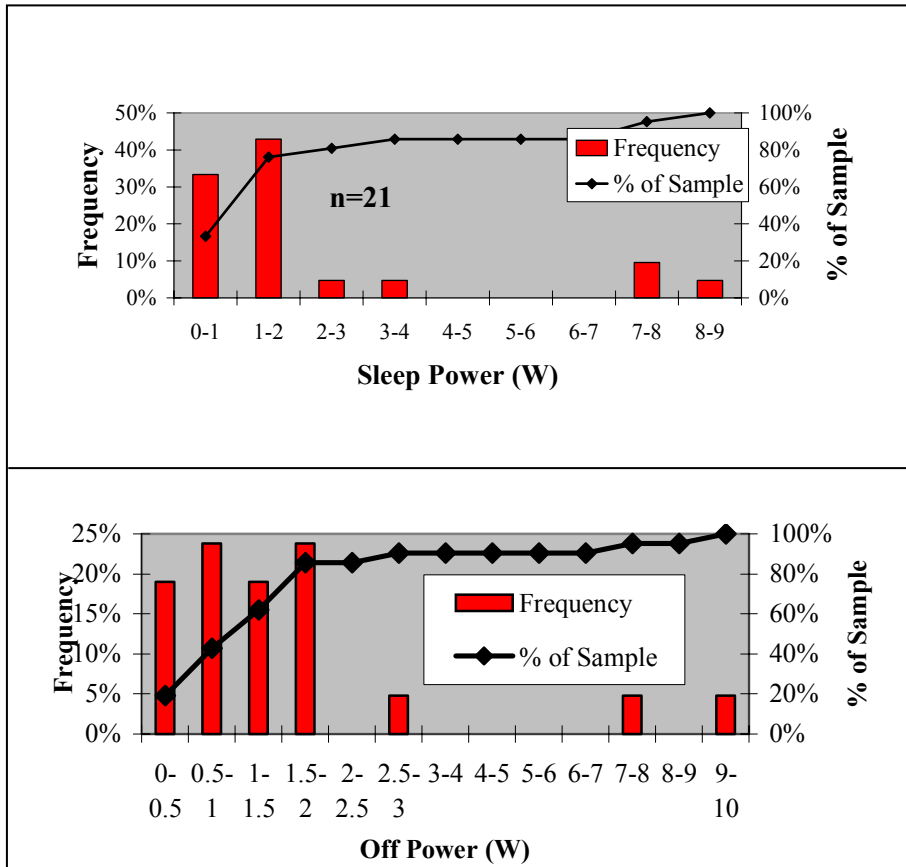 50%
40%
30%
20%
10%
0%
Frequency
n=21
Frequency
% of Sample
100%
80%
60%
40%
20%
0%
% of Sample
0-1 1-2 2-3 3-4 4-5 5-6 6-7 7-8 8-9
Sleep Power (W)
25%
20%
15%
10%
5%
0%
Frequency
Frequency
% of Sample
100%
80%
60%
40%
20%
0%
% of Sample
0- 0.5- 1- 1.5- 2- 2.5- 3-4 4-5 5-6 6-7 7-8 8-9 9-
0.5 1 1.5 2 2.5 3 10
Off Power (W)